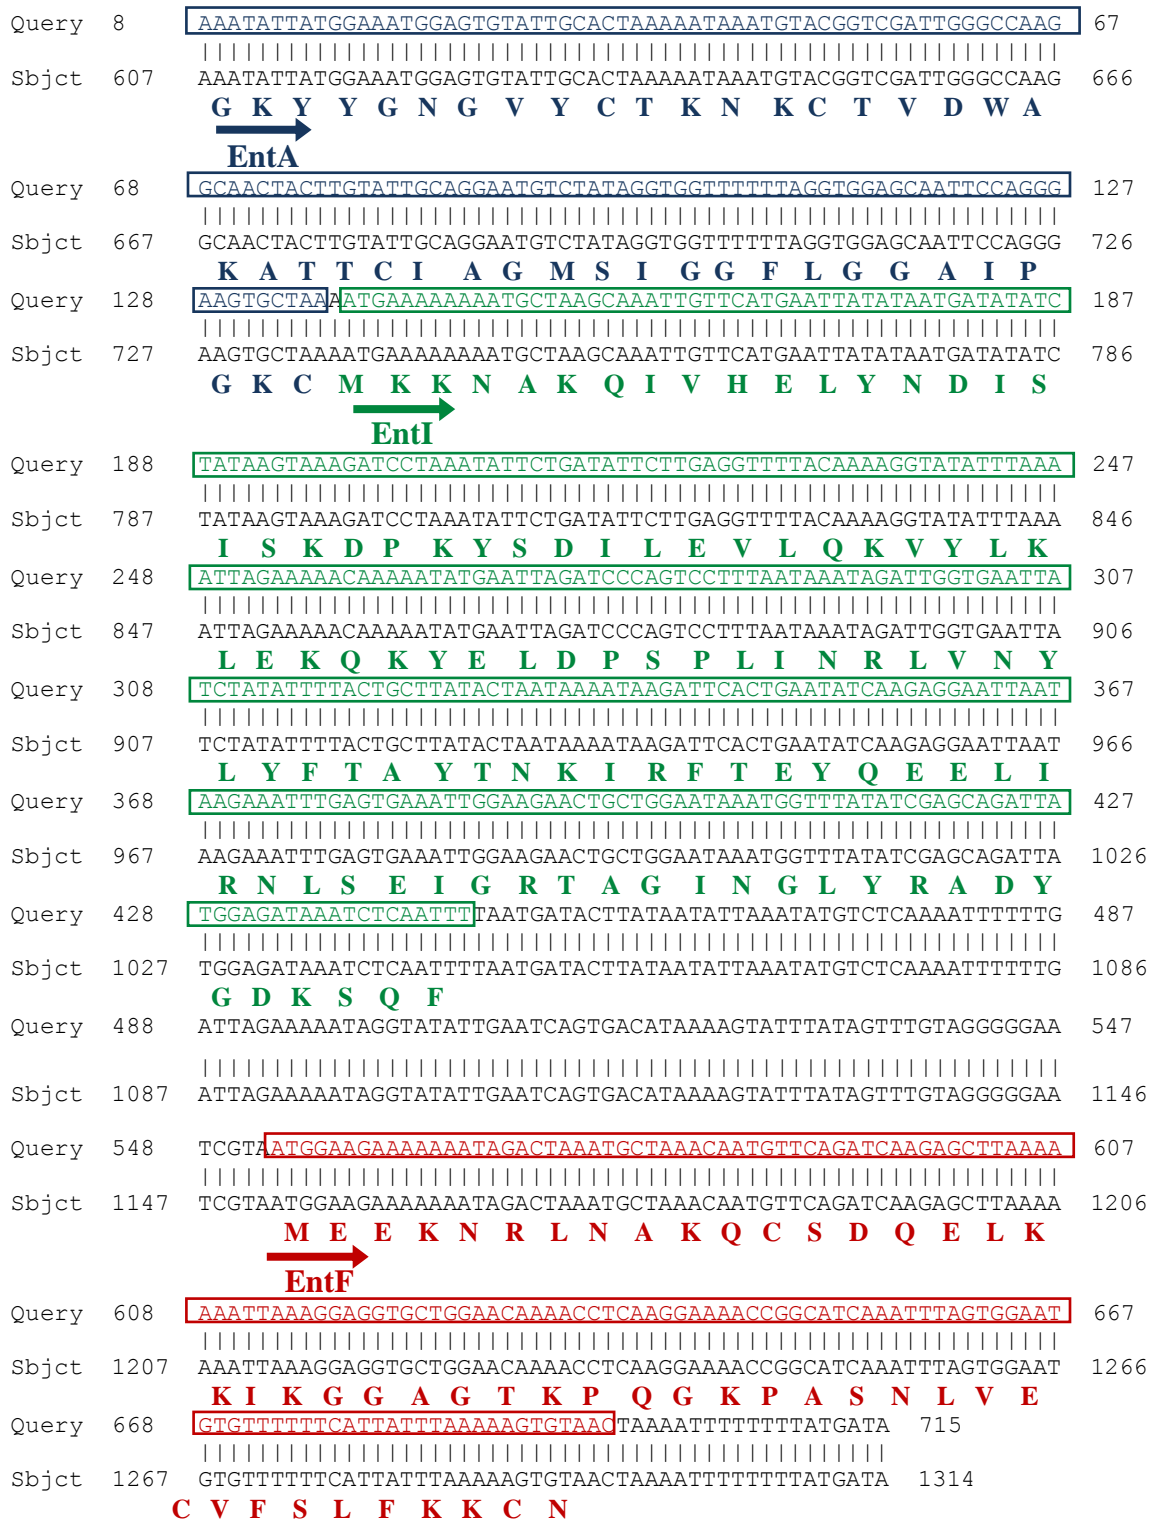 Query 8 AAATATTATGGAAATGGAGTGTATTGCACTAAAAATAAATGTACGGTCGATTGGGCCAAG 67
||||||||||||||||||||||||||||||||||||||||||||||||||||||||||||
Sbjct 607 AAATATTATGGAAATGGAGTGTATTGCACTAAAAATAAATGTACGGTCGATTGGGCCAAG 666
G K Y Y G N G V Y C T K N K C T V D W A
EntA
Query 68 GCAACTACTTGTATTGCAGGAATGTCTATAGGTGGTTTTTTAGGTGGAGCAATTCCAGGG 127
||||||||||||||||||||||||||||||||||||||||||||||||||||||||||||
Sbjct 667 GCAACTACTTGTATTGCAGGAATGTCTATAGGTGGTTTTTTAGGTGGAGCAATTCCAGGG 726
K A T T C I A G M S I G G F L G G A I P
Query 128 AAGTGCTAAAATGAAAAAAAATGCTAAGCAAATTGTTCATGAATTATATAATGATATATC 187
||||||||||||||||||||||||||||||||||||||||||||||||||||||||||||
Sbjct 727 AAGTGCTAAAATGAAAAAAAATGCTAAGCAAATTGTTCATGAATTATATAATGATATATC 786
G K C M K K N A K Q I V H E L Y N D I S
EntI
Query 188 TATAAGTAAAGATCCTAAATATTCTGATATTCTTGAGGTTTTACAAAAGGTATATTTAAA 247
||||||||||||||||||||||||||||||||||||||||||||||||||||||||||||
Sbjct 787 TATAAGTAAAGATCCTAAATATTCTGATATTCTTGAGGTTTTACAAAAGGTATATTTAAA 846
I S K D P K Y S D I L E V L Q K V Y L K
Query 248 ATTAGAAAAACAAAAATATGAATTAGATCCCAGTCCTTTAATAAATAGATTGGTGAATTA 307
||||||||||||||||||||||||||||||||||||||||||||||||||||||||||||
Sbjct 847 ATTAGAAAAACAAAAATATGAATTAGATCCCAGTCCTTTAATAAATAGATTGGTGAATTA 906
L E K Q K Y E L D P S P L I N R L V N Y
Query 308 TCTATATTTTACTGCTTATACTAATAAAATAAGATTCACTGAATATCAAGAGGAATTAAT 367
||||||||||||||||||||||||||||||||||||||||||||||||||||||||||||
Sbjct 907 TCTATATTTTACTGCTTATACTAATAAAATAAGATTCACTGAATATCAAGAGGAATTAAT 966
L Y F T A Y T N K I R F T E Y Q E E L I
Query 368 AAGAAATTTGAGTGAAATTGGAAGAACTGCTGGAATAAATGGTTTATATCGAGCAGATTA 427
||||||||||||||||||||||||||||||||||||||||||||||||||||||||||||
Sbjct 967 AAGAAATTTGAGTGAAATTGGAAGAACTGCTGGAATAAATGGTTTATATCGAGCAGATTA 1026
R N L S E I G R T A G I N G L Y R A D Y
Query 428 TGGAGATAAATCTCAATTTTAATGATACTTATAATATTAAATATGTCTCAAAATTTTTTG 487
||||||||||||||||||||||||||||||||||||||||||||||||||||||||||||
Sbjct 1027 TGGAGATAAATCTCAATTTTAATGATACTTATAATATTAAATATGTCTCAAAATTTTTTG 1086
G D K S Q F
Query 488 ATTAGAAAAATAGGTATATTGAATCAGTGACATAAAAGTATTTATAGTTTGTAGGGGGAA 547
||||||||||||||||||||||||||||||||||||||||||||||||||||||||||||
Sbjct 1087 ATTAGAAAAATAGGTATATTGAATCAGTGACATAAAAGTATTTATAGTTTGTAGGGGGAA 1146
Query 548 TCGTAATGGAAGAAAAAAATAGACTAAATGCTAAACAATGTTCAGATCAAGAGCTTAAAA 607
||||||||||||||||||||||||||||||||||||||||||||||||||||||||||||
Sbjct 1147 TCGTAATGGAAGAAAAAAATAGACTAAATGCTAAACAATGTTCAGATCAAGAGCTTAAAA 1206
M E E K N R L N A K Q C S D Q E L K
EntF
Query 608 AAATTAAAGGAGGTGCTGGAACAAAACCTCAAGGAAAACCGGCATCAAATTTAGTGGAAT 667
||||||||||||||||||||||||||||||||||||||||||||||||||||||||||||
Sbjct 1207 AAATTAAAGGAGGTGCTGGAACAAAACCTCAAGGAAAACCGGCATCAAATTTAGTGGAAT 1266
K I K G G A G T K P Q G K P A S N L V E
Query 668 GTGTTTTTTCATTATTTAAAAAGTGTAACTAAAATTTTTTTTATGATA 715
||||||||||||||||||||||||||||||||||||||||||||||||
Sbjct 1267 GTGTTTTTTCATTATTTAAAAAGTGTAACTAAAATTTTTTTTATGATA 1314
C V F S L F K K C N